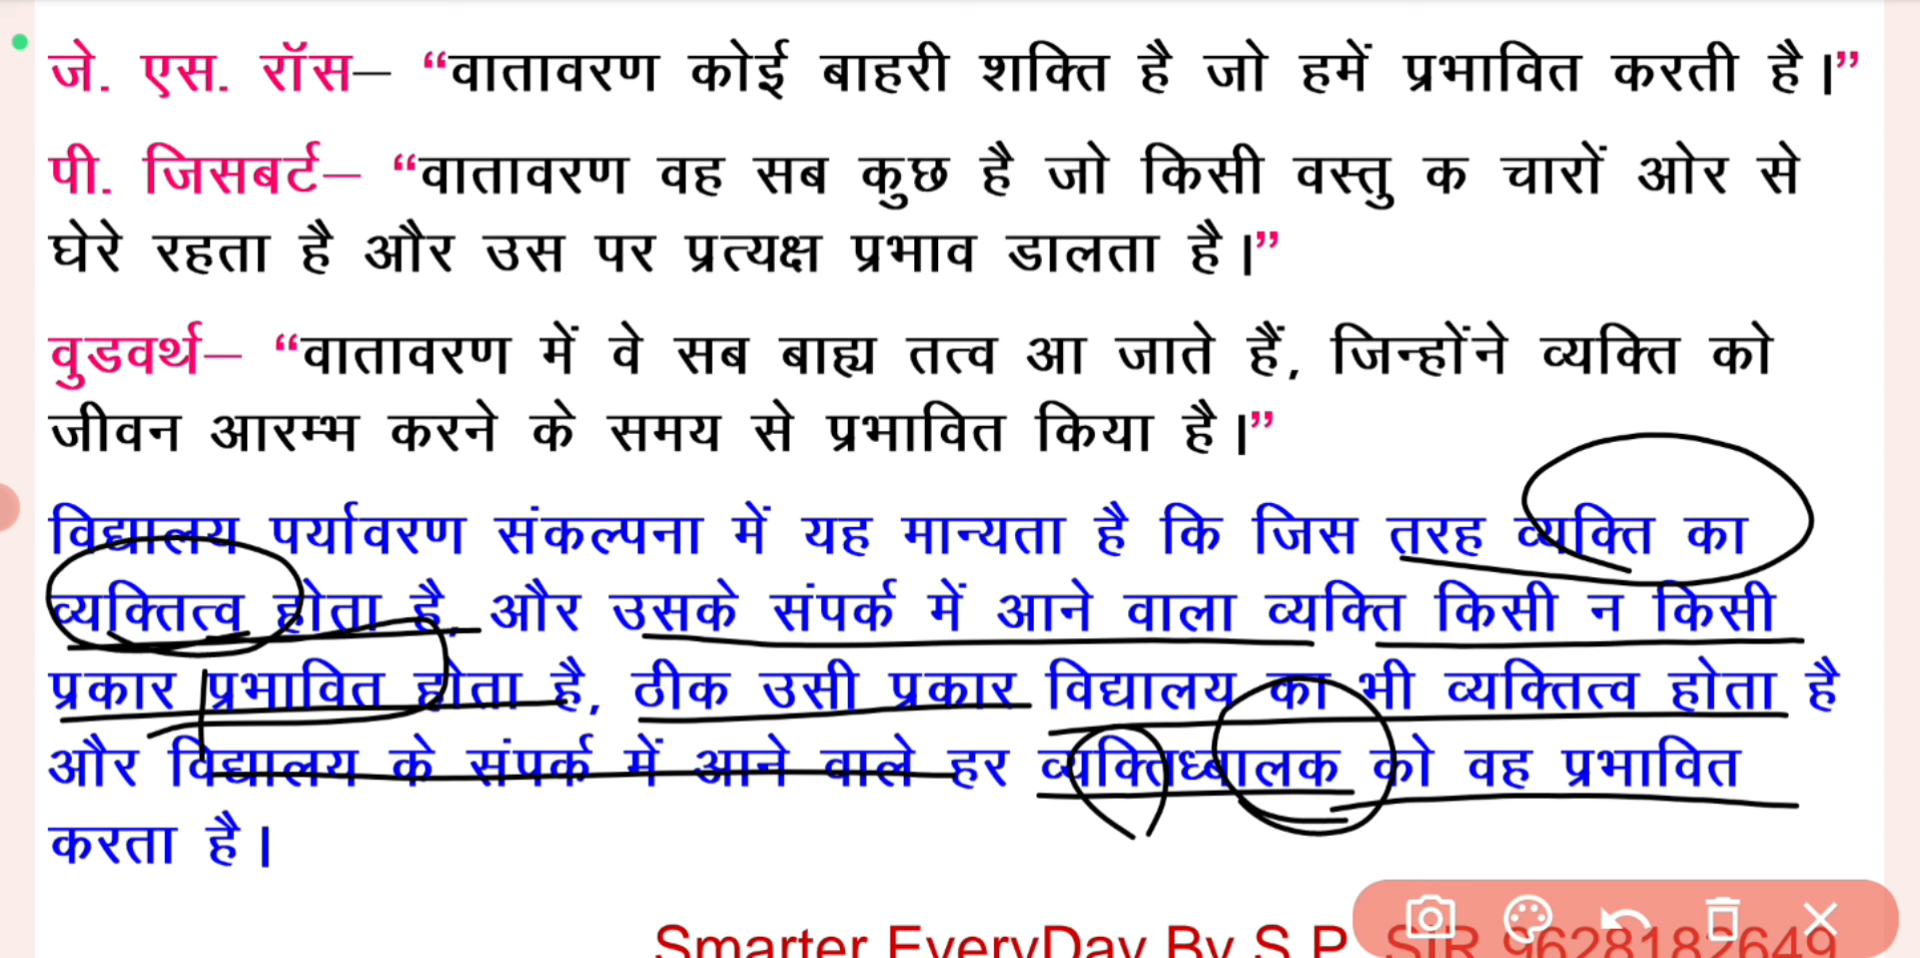 जे. एस. रॉस– “वातावरण कोई बाहरी शक्ति है जो हमें प्रभावित करती है।”
पी. जिसबर्ट– “वातावरण वह सब कुछ है जो किसी वस्तु क चारों ओर से
घेरे रहता है और उस पर प्रत्यक्ष प्रभाव डालता है।”
वुडवर्थ– “वातावरण में वे सब बाह्य तत्व आ जाते हैं, जिन्होंने व्यक्ति को
जीवन आरम्भ करने के समय से प्रभावित किया है।”
विद्यालय पर्यावरण संकल्पना में यह मान्यता है कि जिस तरह व्यक्ति का
व्यक्तित्व होता है, और उसके संपर्क में आने वाला व्यक्ति किसी न किसी
प्रकार प्रभावित होता है, ठीक उसी प्रकार विद्यालय का भी व्यक्तित्व होता है
और विद्यालय के संपर्क में आने वाले हर व्यक्तिध्बालक को वह प्रभावित
करता है।
Smarter EveryDay By S.P. SIR 9628182649